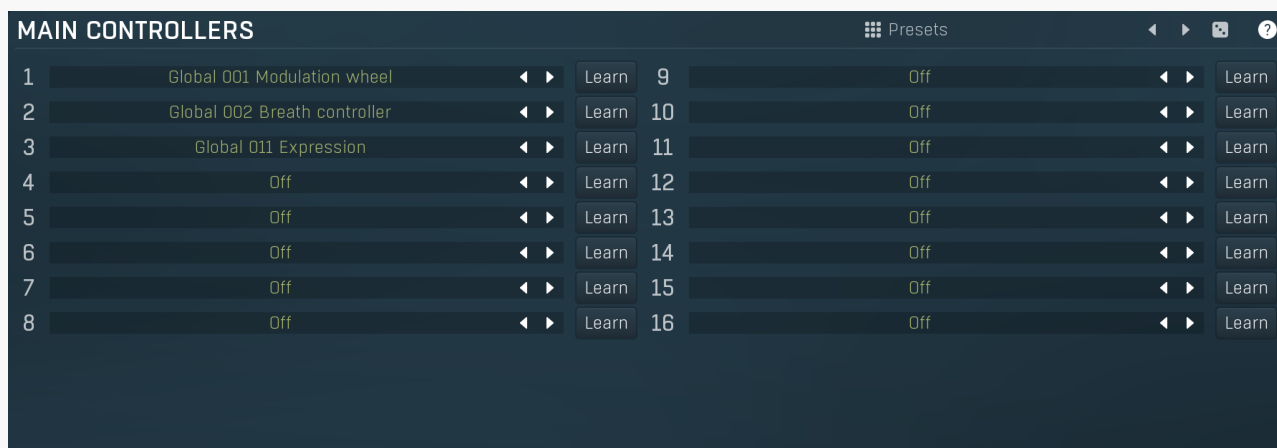 MAIN CONTROLLERS Presets ?
1 Global 001 Modulation wheel Learn 9 Off Learn
2 Global 002 Breath controller Learn 10 Off Learn
3 Global 011 Expression Learn 11 Off Learn
4 Off Learn 12 Off Learn
5 Off Learn 13 Off Learn
6 Off Learn 14 Off Learn
7 Off Learn 15 Off Learn
8 Off Learn 16 Off Learn